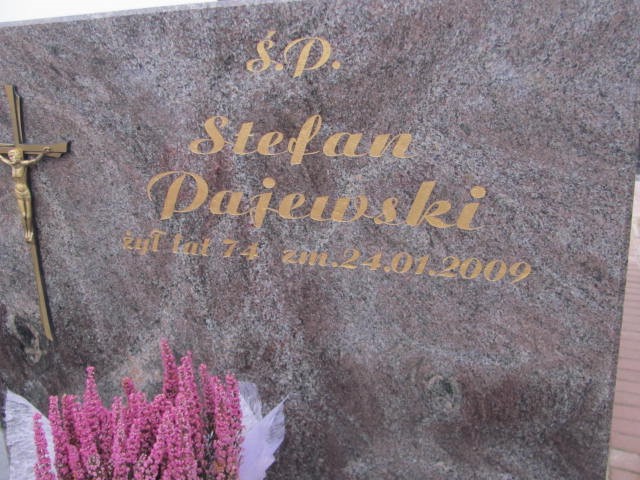 Ś.P.
Stefan
Pajewski
żył lat 74 zm.24.01.2009